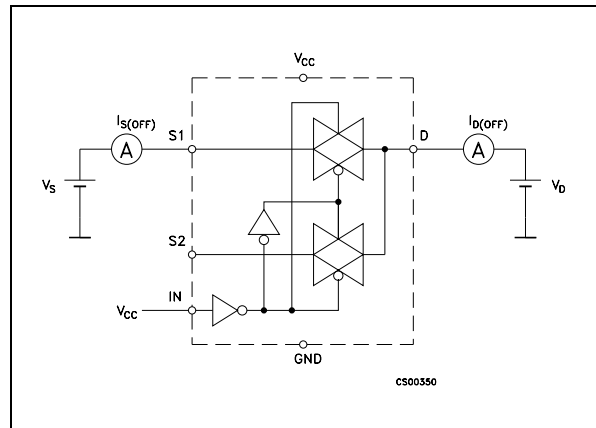 VCC
IS(OFF)
S1
D
ID(OFF)
A
A
VS
VD
S2
IN
VCC
GND
CS00350